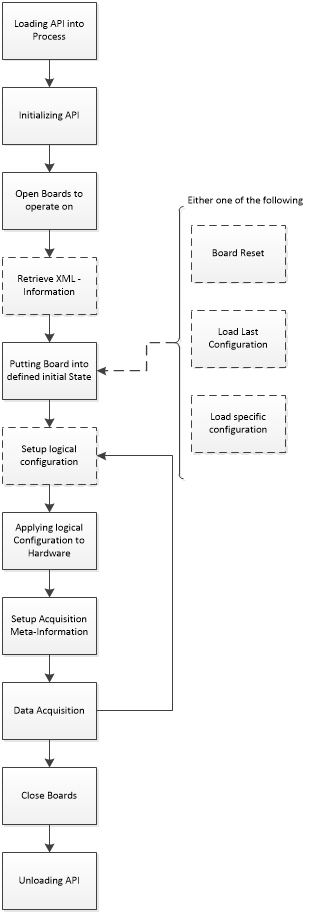 Loading API into
Process
Initializing API
Open Boards to
operate on
Retrieve XML -
Information
Putting Board into
defined initial State
Setup logical
configuration
Applying logical
Configuration to
Hardware
Setup Acquisition
Meta-Information
Data Acquisition
Close Boards
Unloading API
Either one of the following
Board Reset
Load Last
Configuration
Load specific
configuration